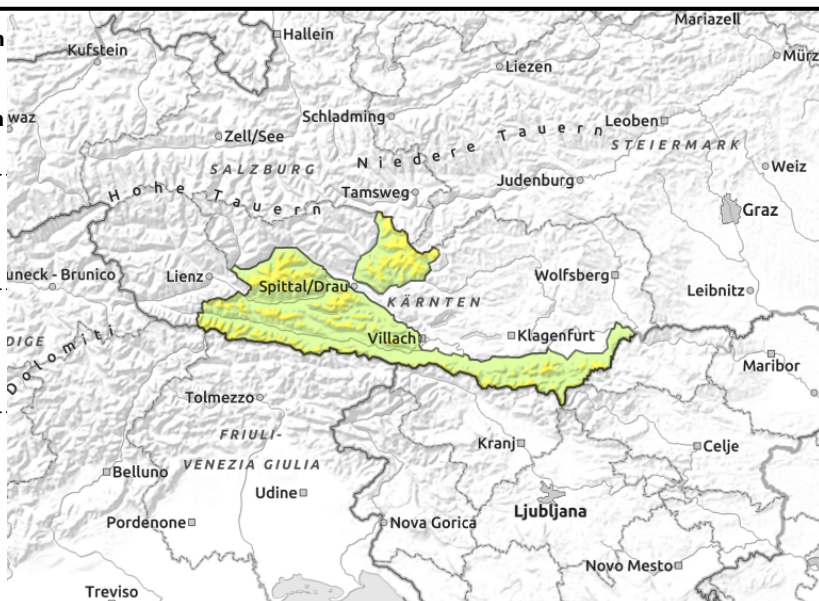 Mariazell
Hallein
Kufstein
Mürz
Liezen
waz
Schladming
Leoben
Zell/See
Niedere Tauern
STEIERMARK
SALZBURG
Weiz
Hohe Tauern
Tamsweg
Judenburg
Graz
uneck - Brunico
Lienz
Spittal/Drau
Wolfsberg
Leibnitz
KÄRNTEN
DIGE
Dolomiti
Villach
Klagenfurt
Maribor
Tolmezzo
FRIULI-
VENEZIA GIULIA
Kranj
Celje
Belluno
Udine
Ljubljana
Pordenone
Nova Gorica
Novo Mesto
Treviso